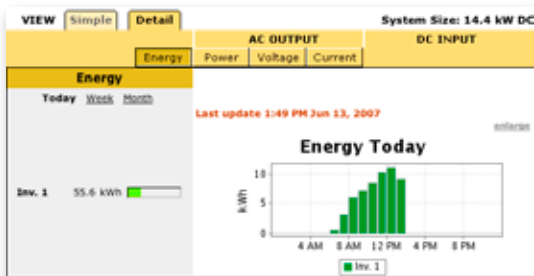 VIEW Simple Detail System Size: 14.4 kW DC
AC OUTPUT DC INPUT
Energy Power Voltage Current
Energy
Today Week Month
Last update 1:49 PM Jun 13, 2007
enlarge
Energy Today
10
5
0
kWh
4 AM 8 AM 12 PM 4 PM 8 PM
Inv. 1
Inv. 1 55.6 kWh